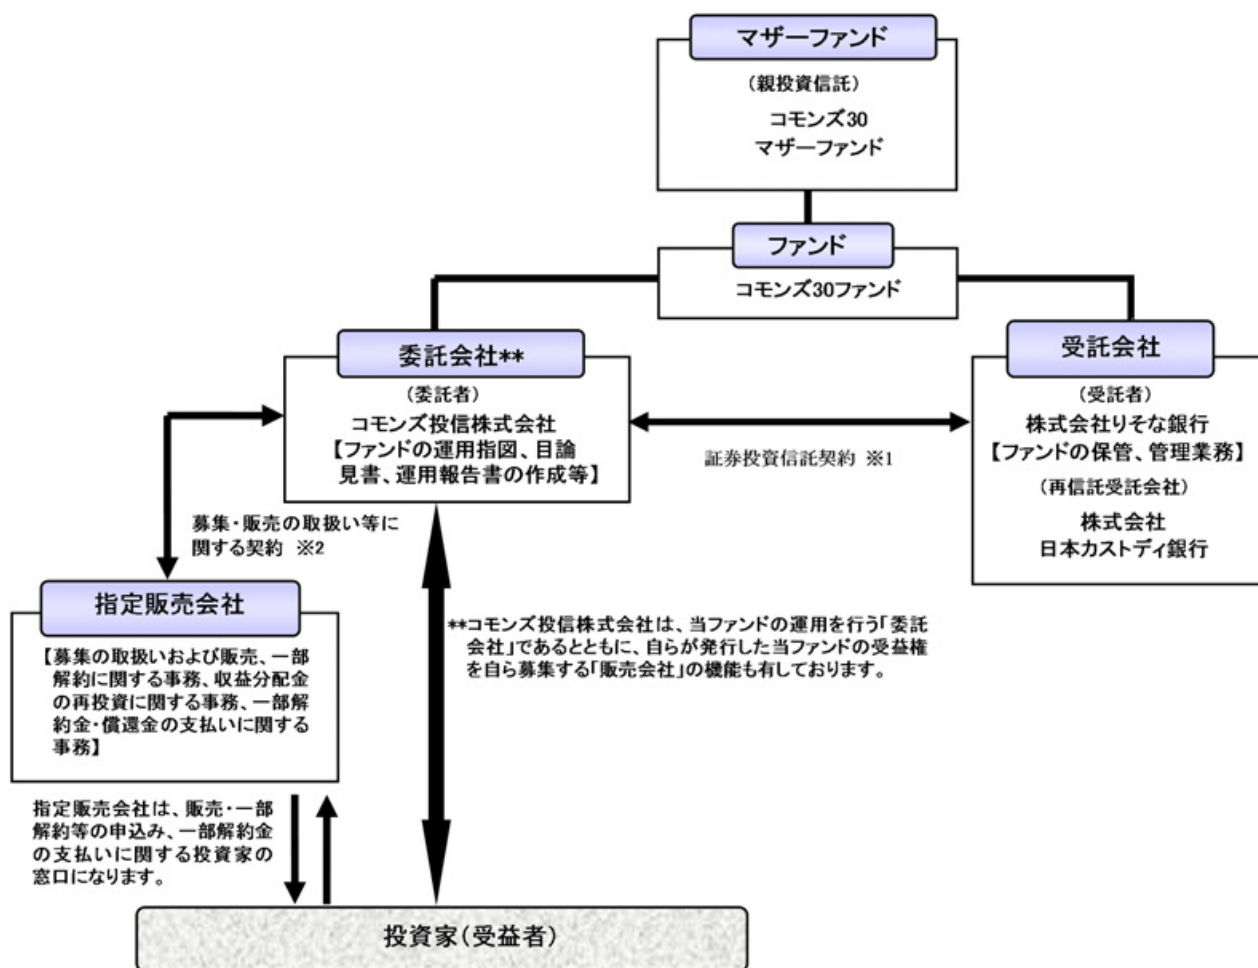 マザーファンド
(親投資信託)
コモンズ30
マザーファンド
ファンド
コモンズ30ファンド
委託会社**
(委託者)
コモンズ投信株式会社
【ファンドの運用指図、目論
見書、運用報告書の作成等】
証券投資信託契約 ※1
受託会社
(受託者)
株式会社りそな銀行
【ファンドの保管、管理業務】
(再信託受託会社)
株式会社
日本カストディ銀行
募集・販売の取扱い等に
関する契約 ※2
指定販売会社
【募集の取扱いおよび販売、一部
解約に関する事務、収益分配金
の再投資に関する事務、一部解
約金・償還金の支払いに関する
事務】
**コモンズ投信株式会社は、当ファンドの運用を行う「委託
会社」であるとともに、自らが発行した当ファンドの受益権
を自ら募集する「販売会社」の機能も有しております。
指定販売会社は、販売・一部
解約等の申込み、一部解約金
の支払いに関する投資家の
窓口になります。
投資家(受益者)